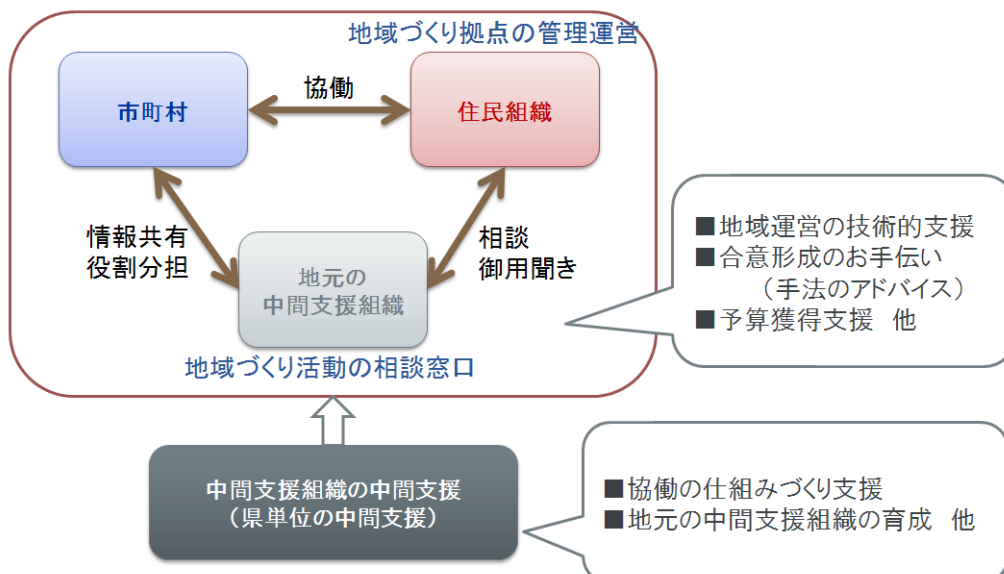 地域づくり拠点の管理運営
市町村
協働
住民組織
情報共有
役割分担
地元の
中間支援組織
相談
御用聞き
地域づくり活動の相談窓口
■地域運営の技術的支援
■合意形成のお手伝い
（手法のアドバイス）
■予算獲得支援 他
中間支援組織の中間支援
（県単位の中間支援）
■協働の仕組みづくり支援
■地元の中間支援組織の育成 他